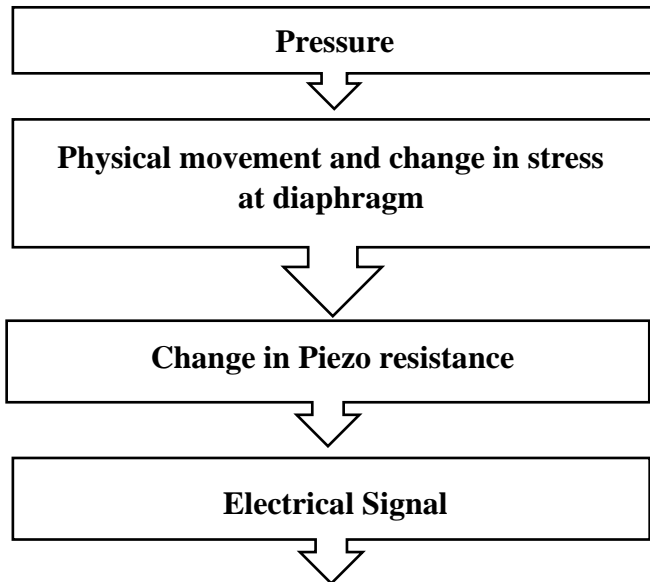 Pressure
Physical movement and change in stress
at diaphragm
Change in Piezo resistance
Electrical Signal